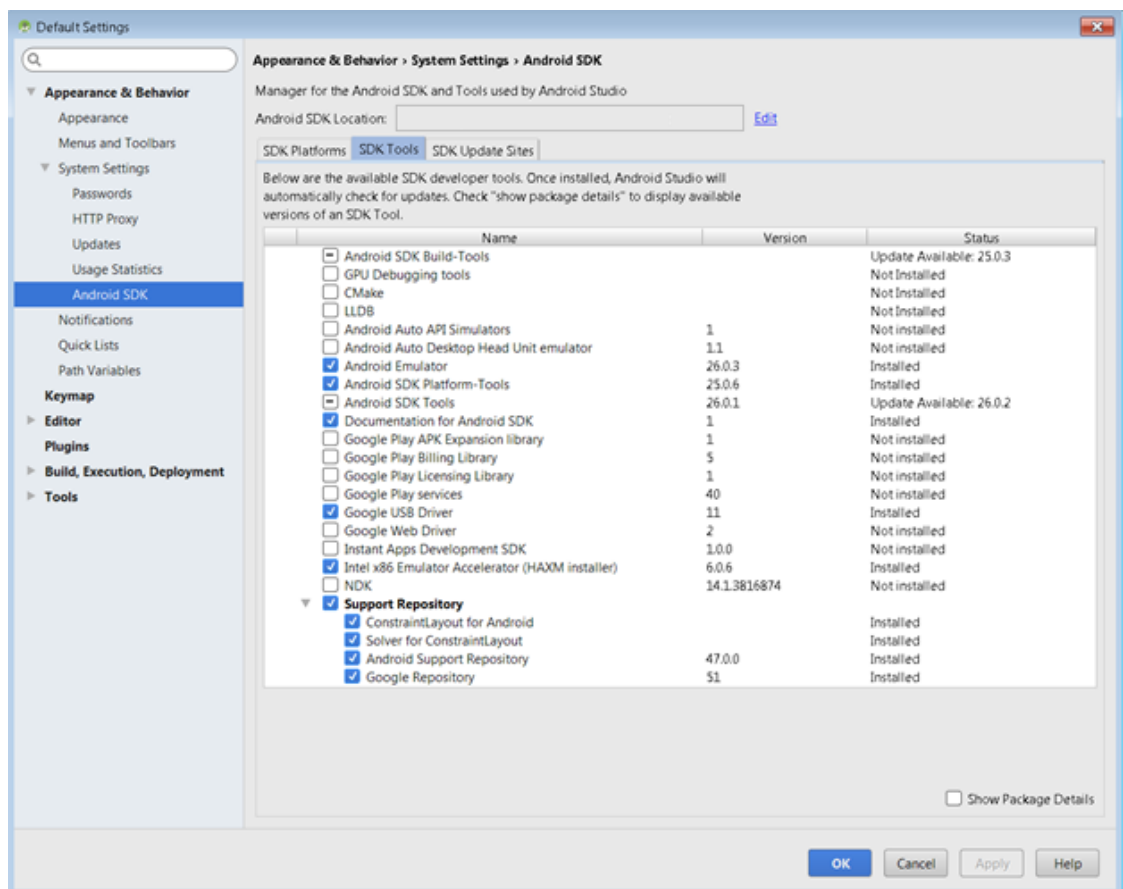 Default Settings
Appearance & Behavior
Appearance
Menus and Toolbars
System Settings
Passwords
HTTP Proxy
Updates
Usage Statistics
Android SDK
Notifications
Quick Lists
Path Variables
Keymap
Editor
Plugins
Build, Execution, Deployment
Tools
Appearance & Behavior › System Settings › Android SDK
Manager for the Android SDK and Tools used by Android Studio
Android SDK Location: Edit
SDK Platforms SDK Tools SDK Update Sites
Below are the available SDK developer tools. Once installed, Android Studio will
automatically check for updates. Check "show package details" to display available
versions of an SDK Tool.
Name Version Status
Android SDK Build-Tools Update Available: 25.0.3
GPU Debugging tools Not Installed
CMake Not Installed
LLDB Not Installed
Android Auto API Simulators 1 Not installed
Android Auto Desktop Head Unit emulator 1.1 Not installed
Android Emulator 26.0.3 Installed
Android SDK Platform-Tools 25.0.6 Installed
Android SDK Tools 26.0.1 Update Available: 26.0.2
Documentation for Android SDK 1 Installed
Google Play APK Expansion library 1 Not installed
Google Play Billing Library 5 Not installed
Google Play Licensing Library 1 Not installed
Google Play services 40 Not installed
Google USB Driver 11 Installed
Google Web Driver 2 Not installed
Instant Apps Development SDK 1.0.0 Not installed
Intel x86 Emulator Accelerator (HAXM installer) 6.0.6 Installed
NDK 14.1.3816874 Not installed
Support Repository
ConstraintLayout for Android Installed
Solver for ConstraintLayout Installed
Android Support Repository 47.0.0 Installed
Google Repository 51 Installed
Show Package Details
OK Cancel Apply Help